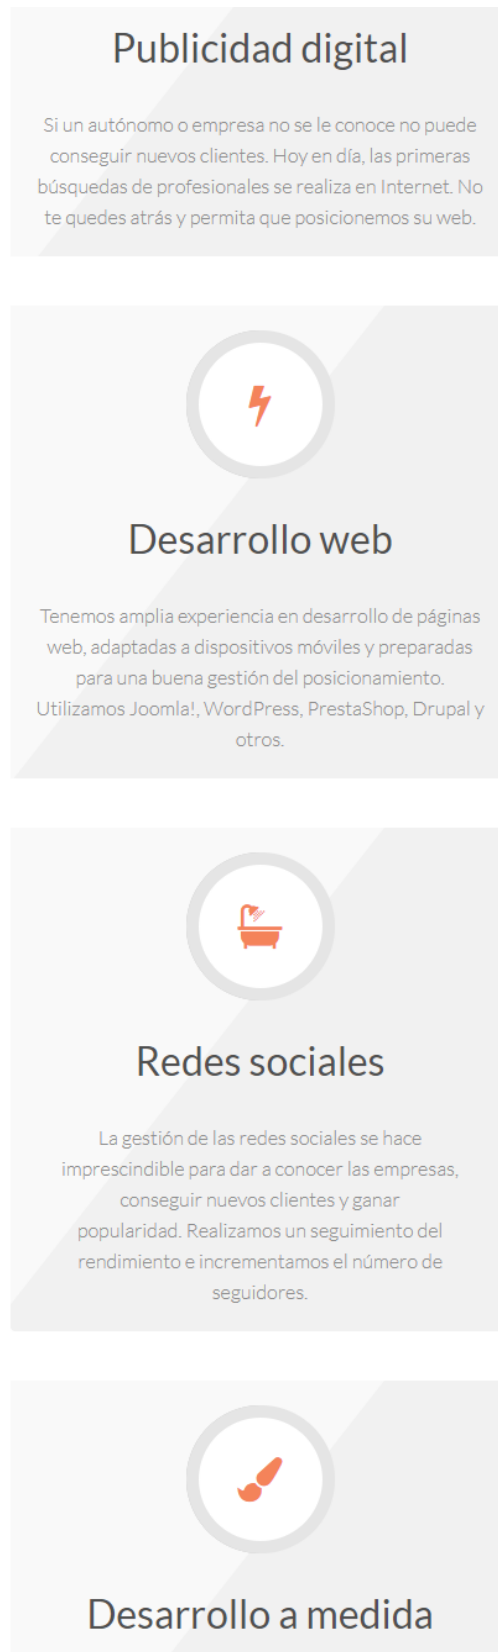 Publicidad digital
Si un autónomo o empresa no se le conoce no puede
conseguir nuevos clientes. Hoy en día, las primeras
búsquedas de profesionales se realiza en Internet. No
te quedes atrás y permita que posicionemos su web.
Desarrollo web
Tenemos amplia experiencia en desarrollo de páginas
web, adaptadas a dispositivos móviles y preparadas
para una buena gestión del posicionamiento.
Utilizamos Joomla!, WordPress, PrestaShop, Drupal y
otros.
Redes sociales
La gestión de las redes sociales se hace
imprescindible para dar a conocer las empresas,
conseguir nuevos clientes y ganar
popularidad. Realizamos un seguimiento del
rendimiento e incrementamos el número de
seguidores.
Desarrollo a medida